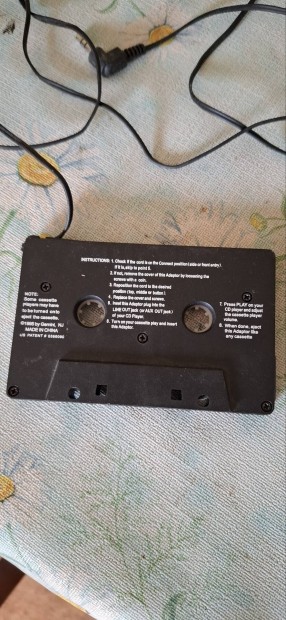 INSTRUCTIONS: 1. Check if the cord is on the Correct position (side or front entry).
If it is, skip to point 5.
2. If not, remove the cover of this Adaptor by loosening the
screws with a coin.
3. Reposition the cord to the desired
position (top, middle or
4. Replace the cover and screws.
5. Insert this Adaptor plug into the
LINE OUT jack (or AUX OUT jack)
of your CD Player.
6. Turn on your cassette play and insert
this Adaptor.
NOTE:
Some cassette
players may have
to be turned onto
eject the cassette.
by Gemini, NJ
MADE IN CHINA
US PATENT
7. Press PLAY on your
CD player and adjust
the cassette player
volume.
8. When done, eject
this Adaptor like
any cassette